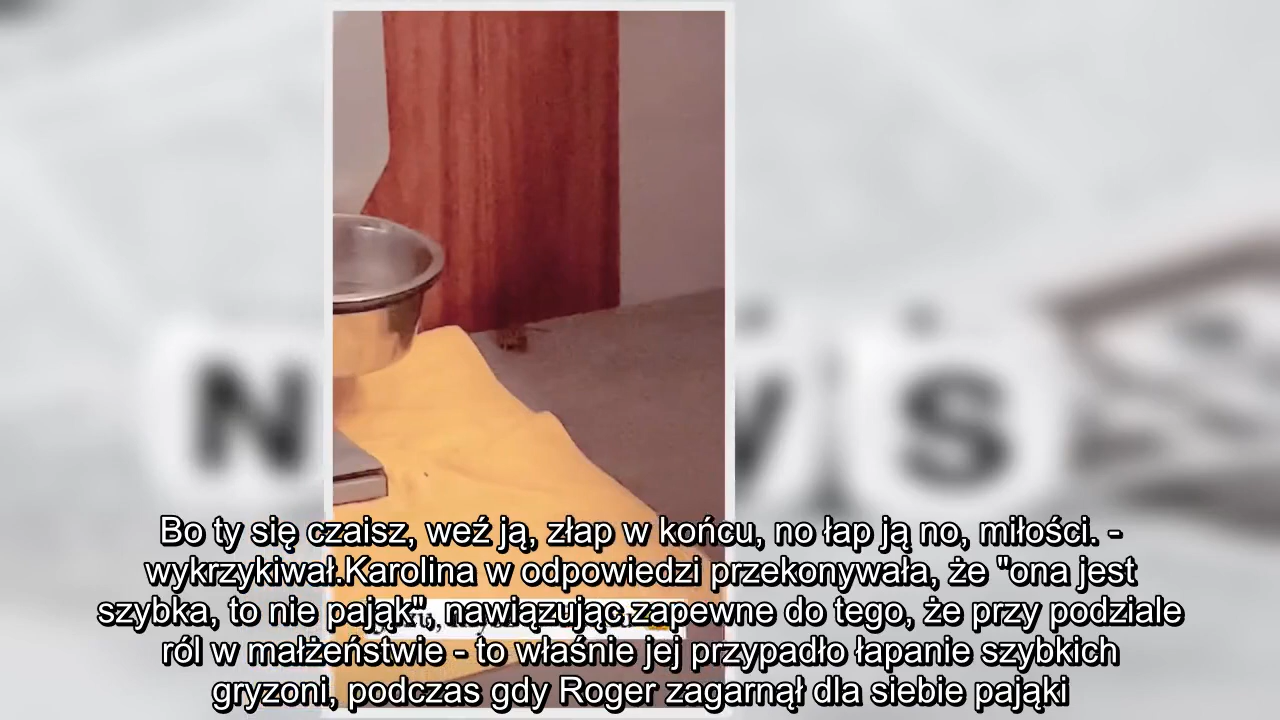 N W S
Bo ty się czaisz, weź ją, złap w końcu, no łap ją no, miłości. -
wykrzykiwał.Karolina w odpowiedzi przekonywała, że "ona jest
szybka, to nie pająk", nawiązując zapewne do tego, że przy podziale
ról w małżeństwie - to właśnie jej przypadło łapanie szybkich
gryzoni, podczas gdy Roger zagarnął dla siebie pająki